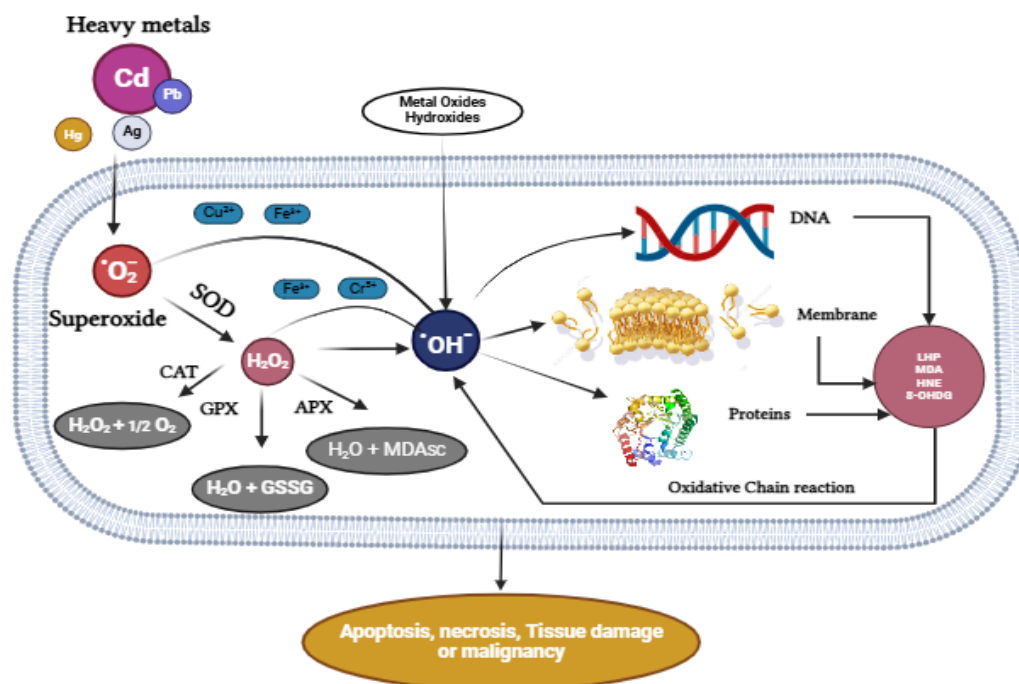 Heavy metals
Cd
Pb
Hg
Ag
Metal Oxides
Hydroxides
Cu²⁺
Fe³⁺
•O₂⁻
Superoxide
SOD
Fe³⁺
Cr⁵⁺
H₂O₂
•OH⁻
CAT
GPX
APX
H₂O₂ + 1/2 O₂
H₂O + MDAsc
H₂O + GSSG
DNA
Membrane
Proteins
LHP
MDA
HNE
8-OHDG
Oxidative Chain reaction
Apoptosis, necrosis, Tissue damage
or malignancy